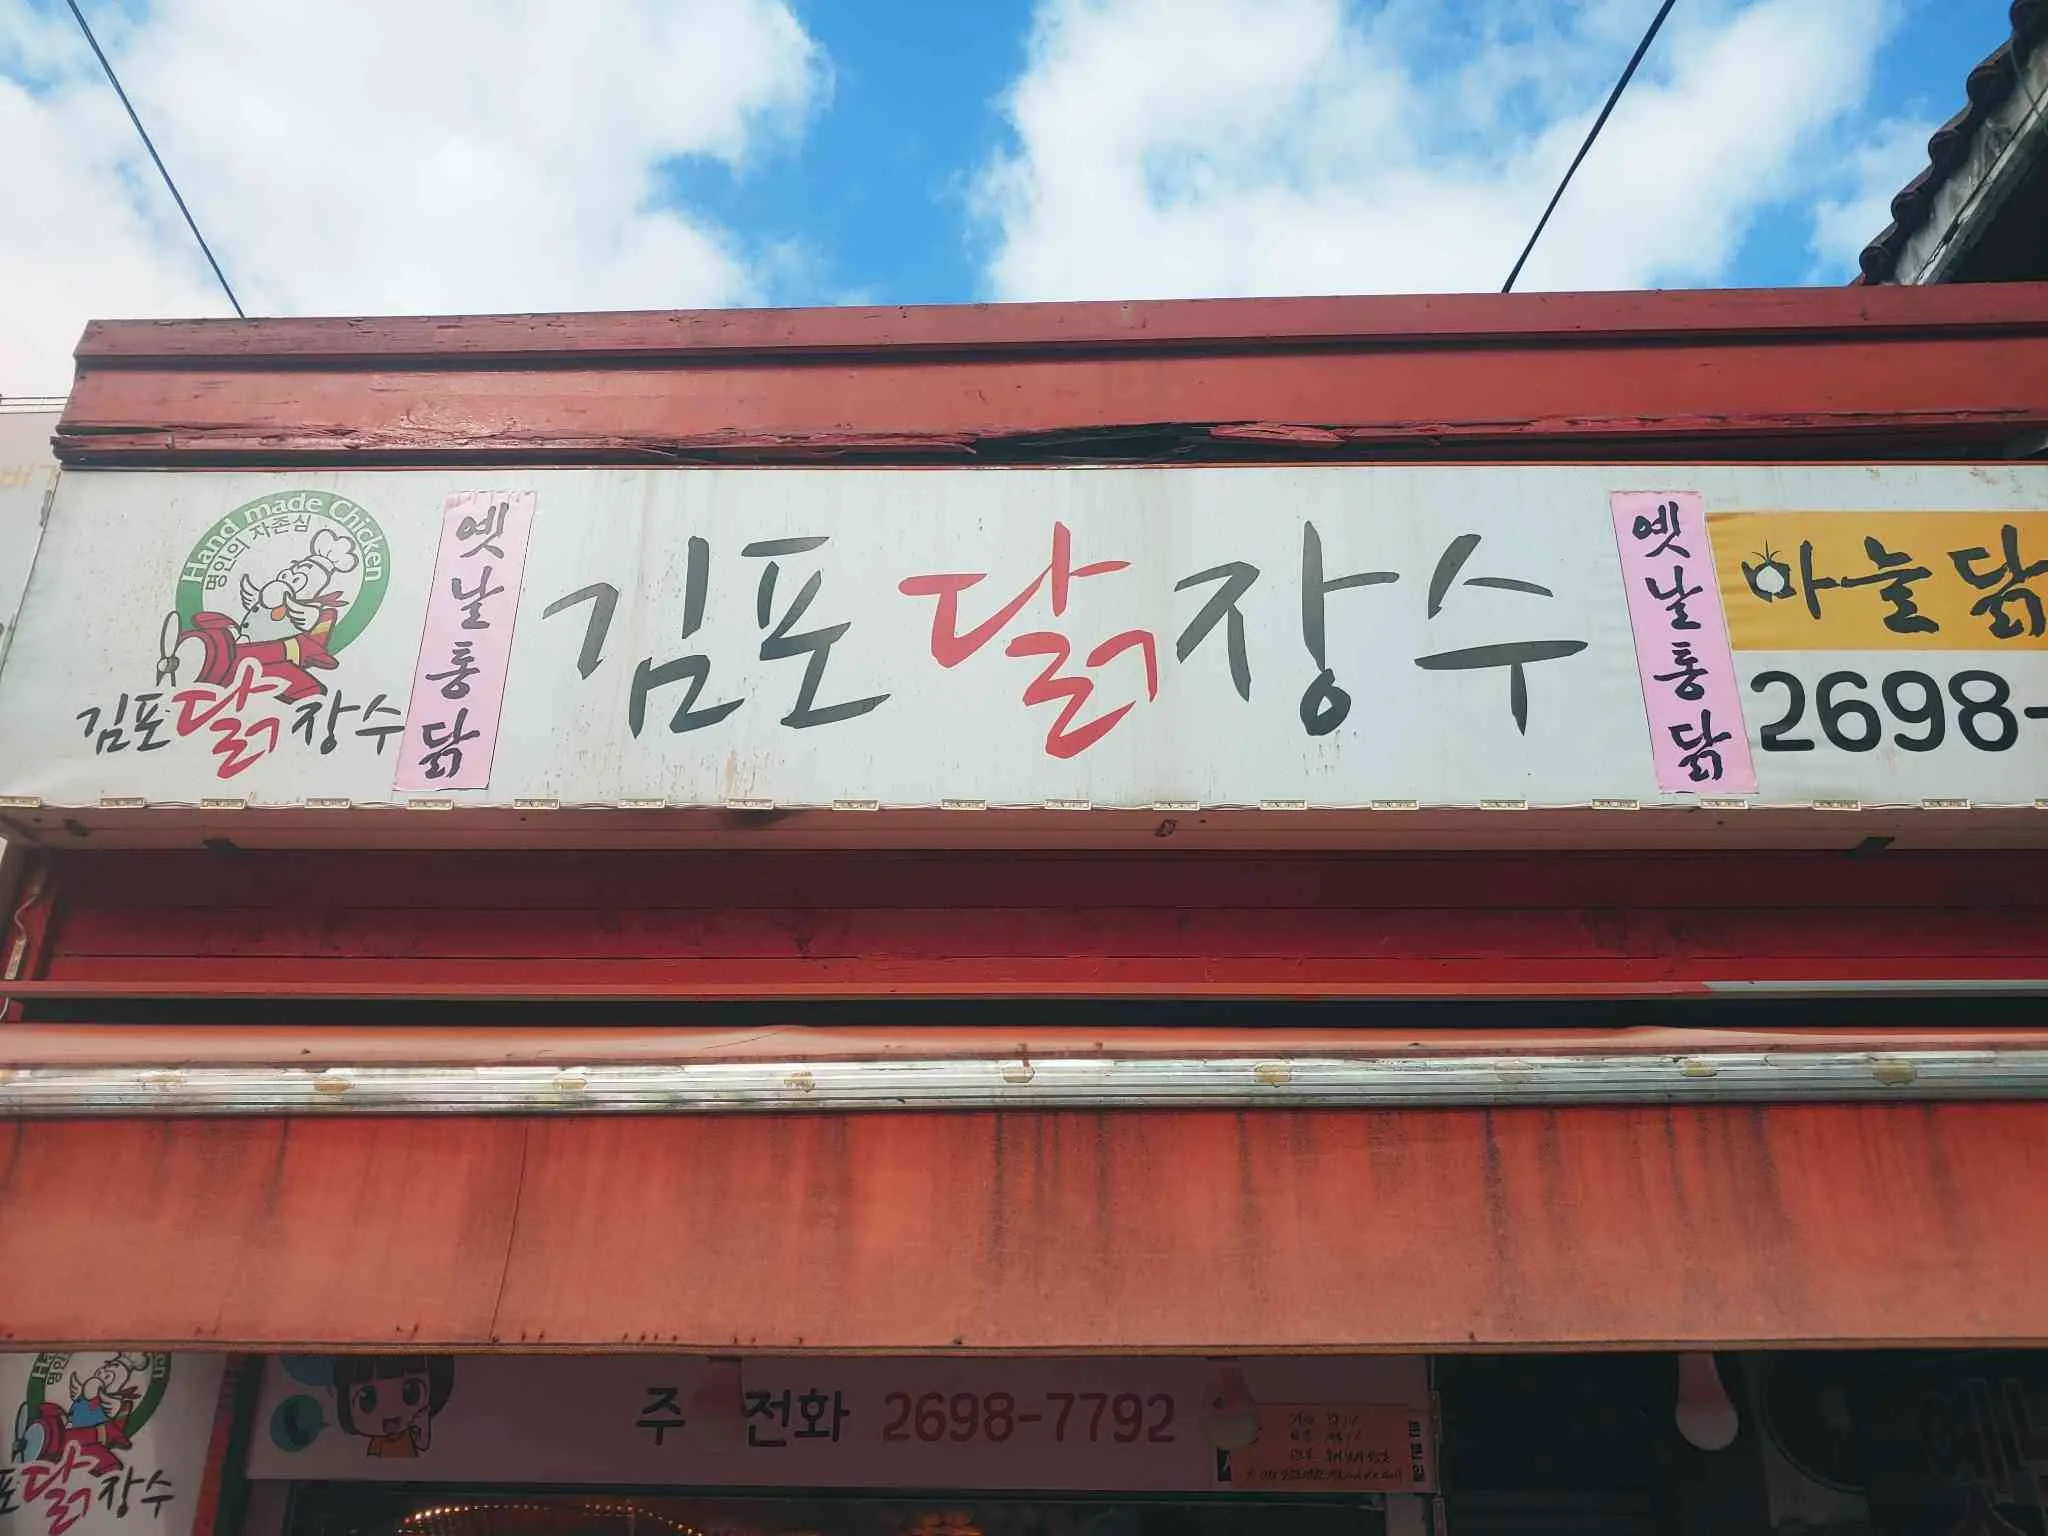 Hand made Chicken
명인의 자존심
김포닭장수
옛날통닭
김포닭장수
옛날통닭
마늘닭
2698-
주 전화 2698-7792
포닭장수